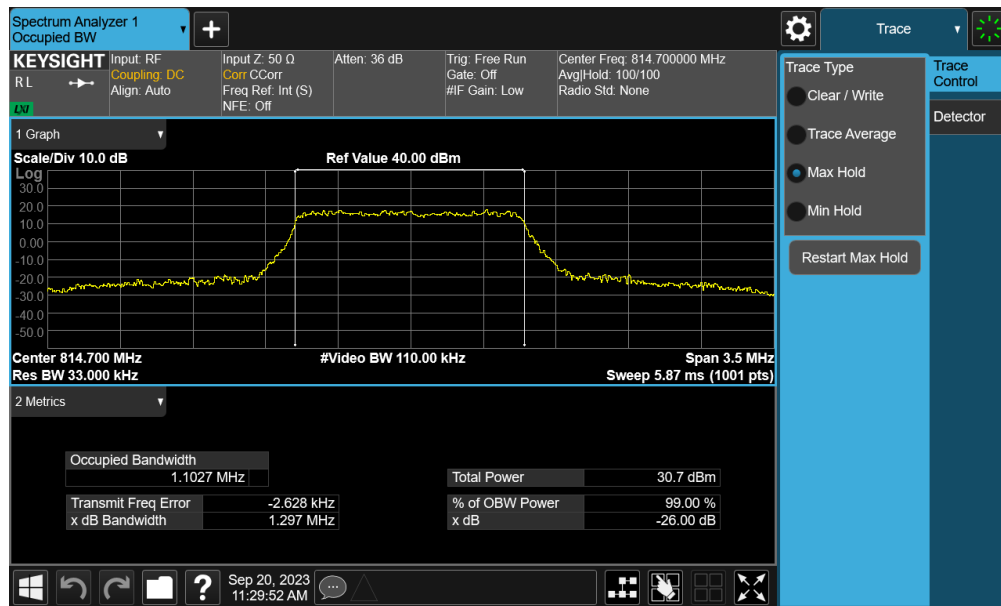 Spectrum Analyzer 1
Occupied BW
Trace
KEYSIGHT
R L
LXI
Input: RF
Coupling: DC
Align: Auto
Input Z: 50 Ω
Corr CCorr
Freq Ref: Int (S)
NFE: Off
Atten: 36 dB
Trig: Free Run
Gate: Off
#IF Gain: Low
Center Freq: 814.700000 MHz
Avg|Hold: 100/100
Radio Std: None
Trace Type
Clear / Write
Trace Average
Max Hold
Min Hold
Restart Max Hold
Trace
Control
Detector
1 Graph
Scale/Div 10.0 dB
Ref Value 40.00 dBm
Log
30.0
20.0
10.0
0.00
-10.0
-20.0
-30.0
-40.0
-50.0
Center 814.700 MHz
#Video BW 110.00 kHz
Span 3.5 MHz
Res BW 33.000 kHz
Sweep 5.87 ms (1001 pts)
2 Metrics
Occupied Bandwidth
1.1027 MHz
Total Power 30.7 dBm
Transmit Freq Error -2.628 kHz
% of OBW Power 99.00 %
x dB Bandwidth 1.297 MHz
x dB -26.00 dB
?
Sep 20, 2023
11:29:52 AM